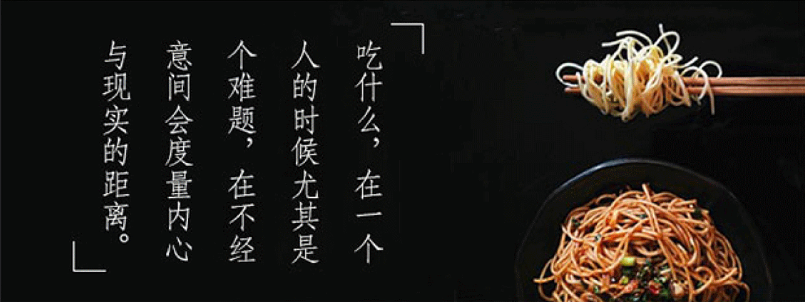 吃什么，在一个
人的时候尤其是
个难题，在不经
意间会度量内心
与现实的距离。